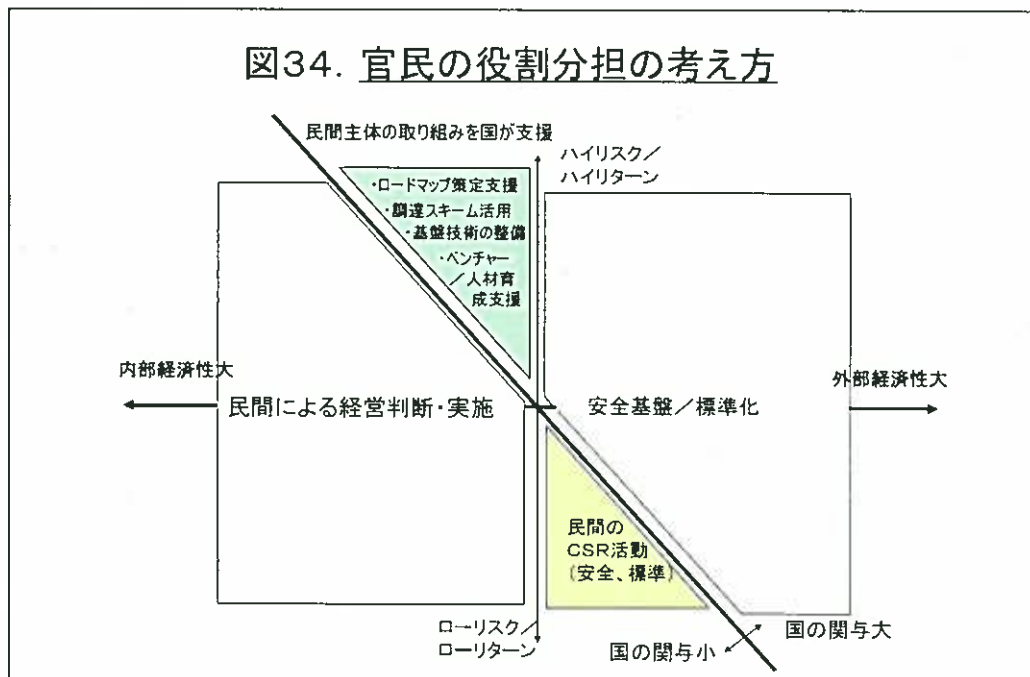 図34. 官民の役割分担の考え方
民間主体の取り組みを国が支援
ハイリスク／
ハイリターン
・ロードマップ策定支援
・調達スキーム活用
・基盤技術の整備
・ベンチャー
／人材育
成支援
内部経済性大
外部経済性大
民間による経営判断・実施
安全基盤／標準化
民間の
CSR活動
(安全、標準)
ローリスク／
ローリターン
国の関与大
国の関与小